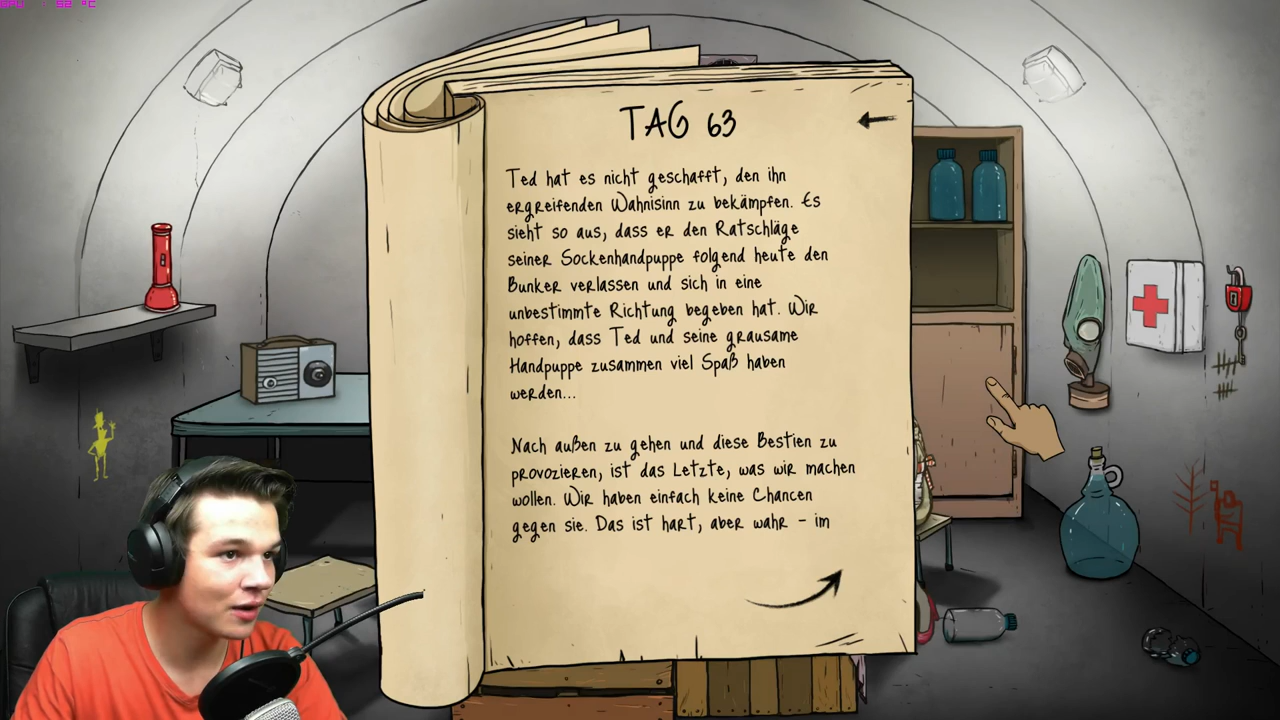 GPU : 62 °C
TAG 63
Ted hat es nicht geschafft, den ihn
ergreifenden Wahnisinn zu bekämpfen. Es
sieht so aus, dass er den Ratschläge
seiner Sockenhandpuppe folgend heute den
Bunker verlassen und sich in eine
unbestimmte Richtung begeben hat. Wir
hoffen, dass Ted und seine grausame
Handpuppe zusammen viel Spaß haben
werden...
Nach außen zu gehen und diese Bestien zu
provozieren, ist das Letzte, was wir machen
wollen. Wir haben einfach keine Chancen
gegen sie. Das ist hart, aber wahr - im